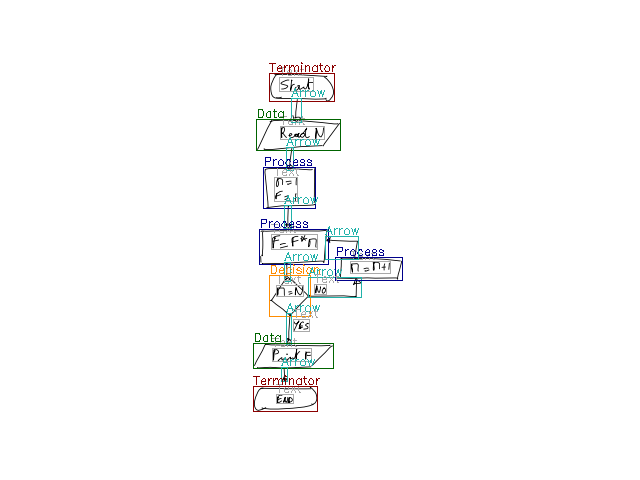 Terminator
Start
Arrow
Text
Data
Read N
Arrow
Process
Text
n=1
F=1
Arrow
Process
F=F*n
Arrow
Process
n=n+1
Arrow
Decision
Text
n=N
Arrow
Text
NO
Arrow
Text
YES
Data
Text
Print F
Arrow
Terminator
Text
END